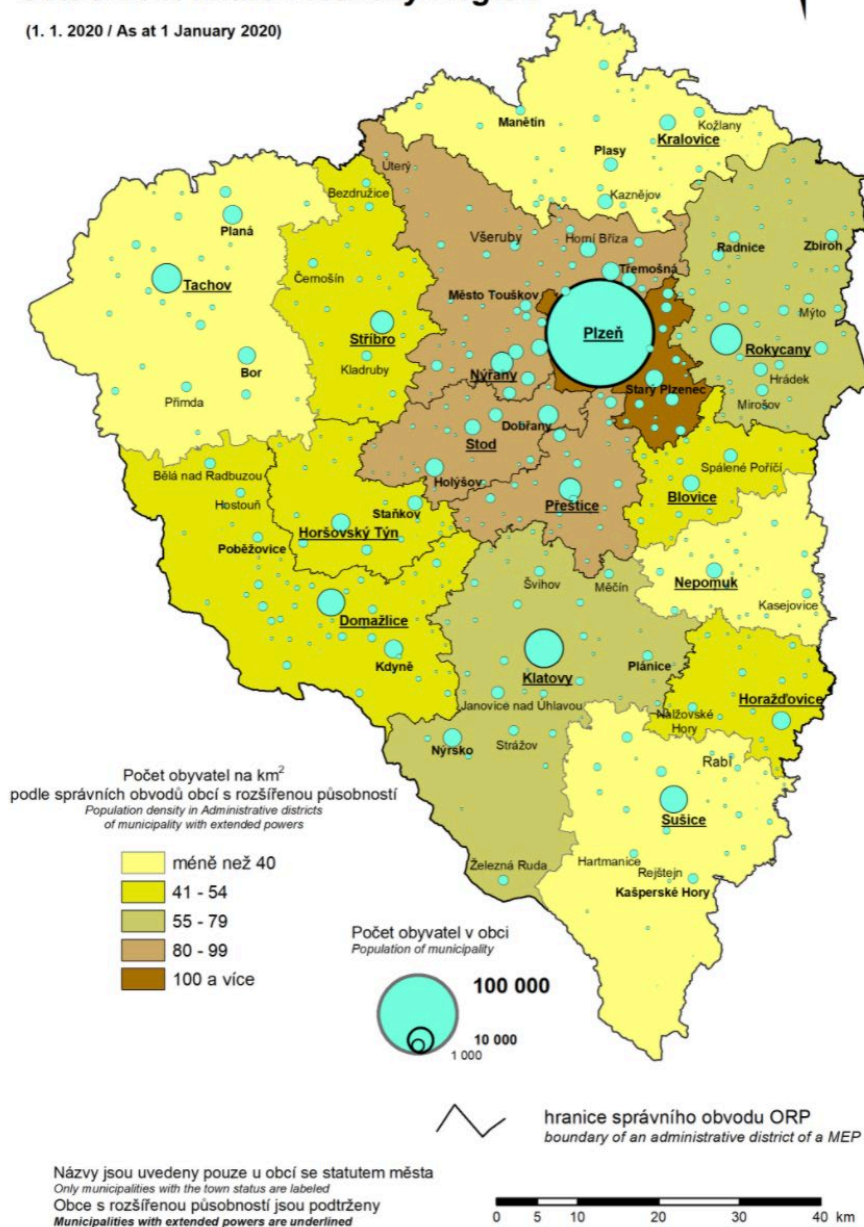 (1. 1. 2020 / As at 1 January 2020)
Manětín
Kožlany
Kralovice
Plasy
Úterý
Bezdružice
Kaznějov
Planá
Všeruby
Horní Bříza
Radnice
Zbiroh
Černošín
Třemošná
Tachov
Město Touškov
Mýto
Stříbro
Plzeň
Rokycany
Bor
Kladruby
Nýřany
Hrádek
Starý Plzenec
Přimda
Mirošov
Dobřany
Stod
Bělá nad Radbuzou
Holýšov
Spálené Poříčí
Blovice
Hostouň
Staňkov
Přeštice
Horšovský Týn
Poběžovice
Švihov
Měčín
Nepomuk
Kasejovice
Domažlice
Kdyně
Klatovy
Plánice
Horažďovice
Janovice nad Úhlavou
Nalžovské
Hory
Nýrsko
Strážov
Rabí
Sušice
Železná Ruda
Hartmanice
Rejštejn
Kašperské Hory
Počet obyvatel na km²
podle správních obvodů obcí s rozšířenou působností
Population density in Administrative districts
of municipality with extended powers
méně než 40
41 - 54
55 - 79
80 - 99
100 a více
Počet obyvatel v obci
Population of municipality
100 000
10 000
1 000
hranice správního obvodu ORP
boundary of an administrative district of a MEP
Názvy jsou uvedeny pouze u obcí se statutem města
Only municipalities with the town status are labeled
Obce s rozšířenou působností jsou podtrženy
Municipalities with extended powers are underlined
0 5 10 20 30 40 km